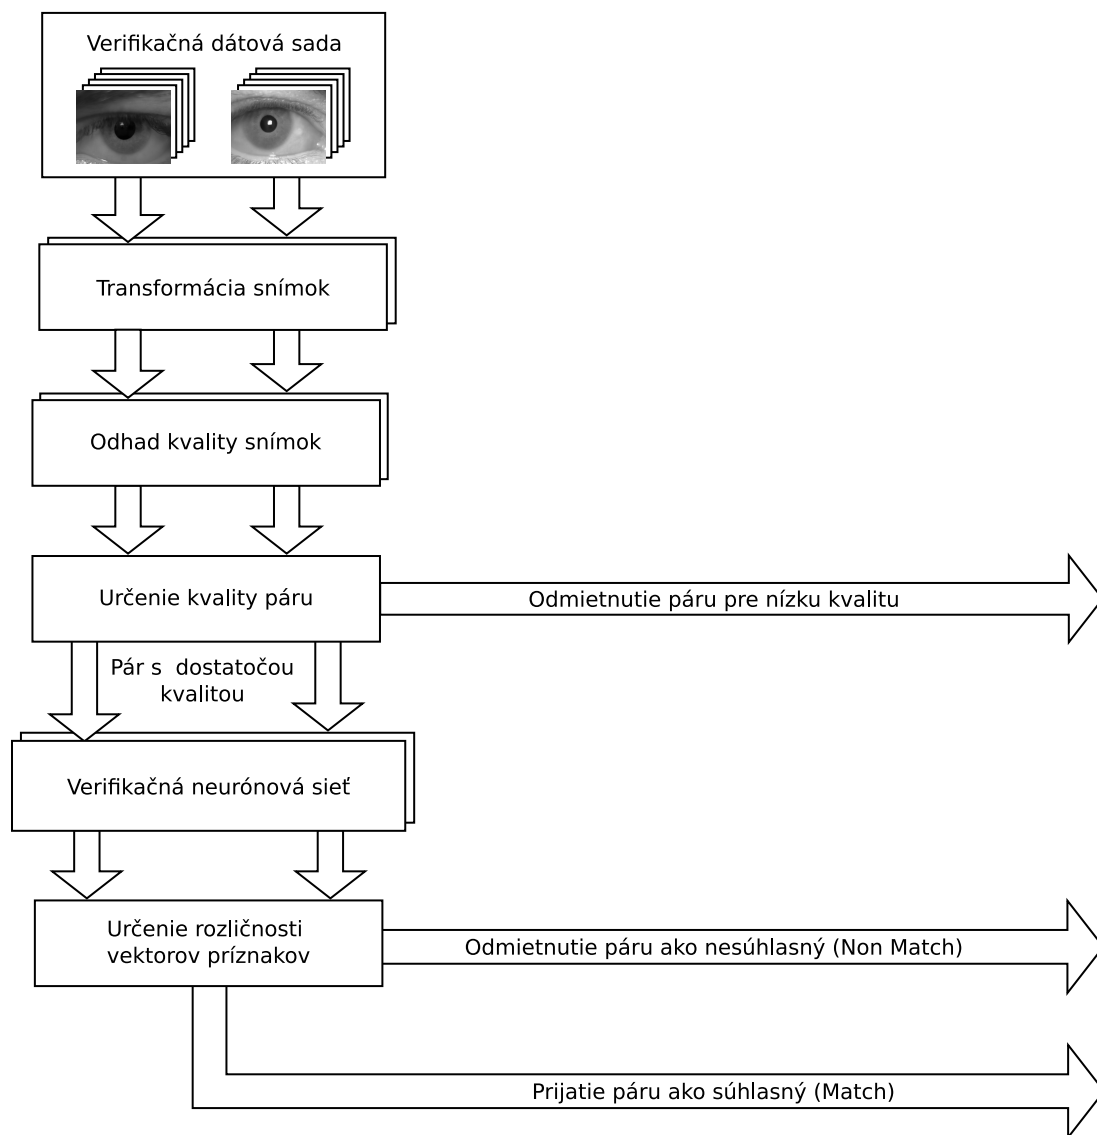 Verifikačná dátová sada
Transformácia snímok
Odhad kvality snímok
Určenie kvality páru
Odmietnutie páru pre nízku kvalitu
Pár s dostatočou
kvalitou
Verifikačná neurónová sieť
Určenie rozličnosti
vektorov príznakov
Odmietnutie páru ako nesúhlasný (Non Match)
Prijatie páru ako súhlasný (Match)